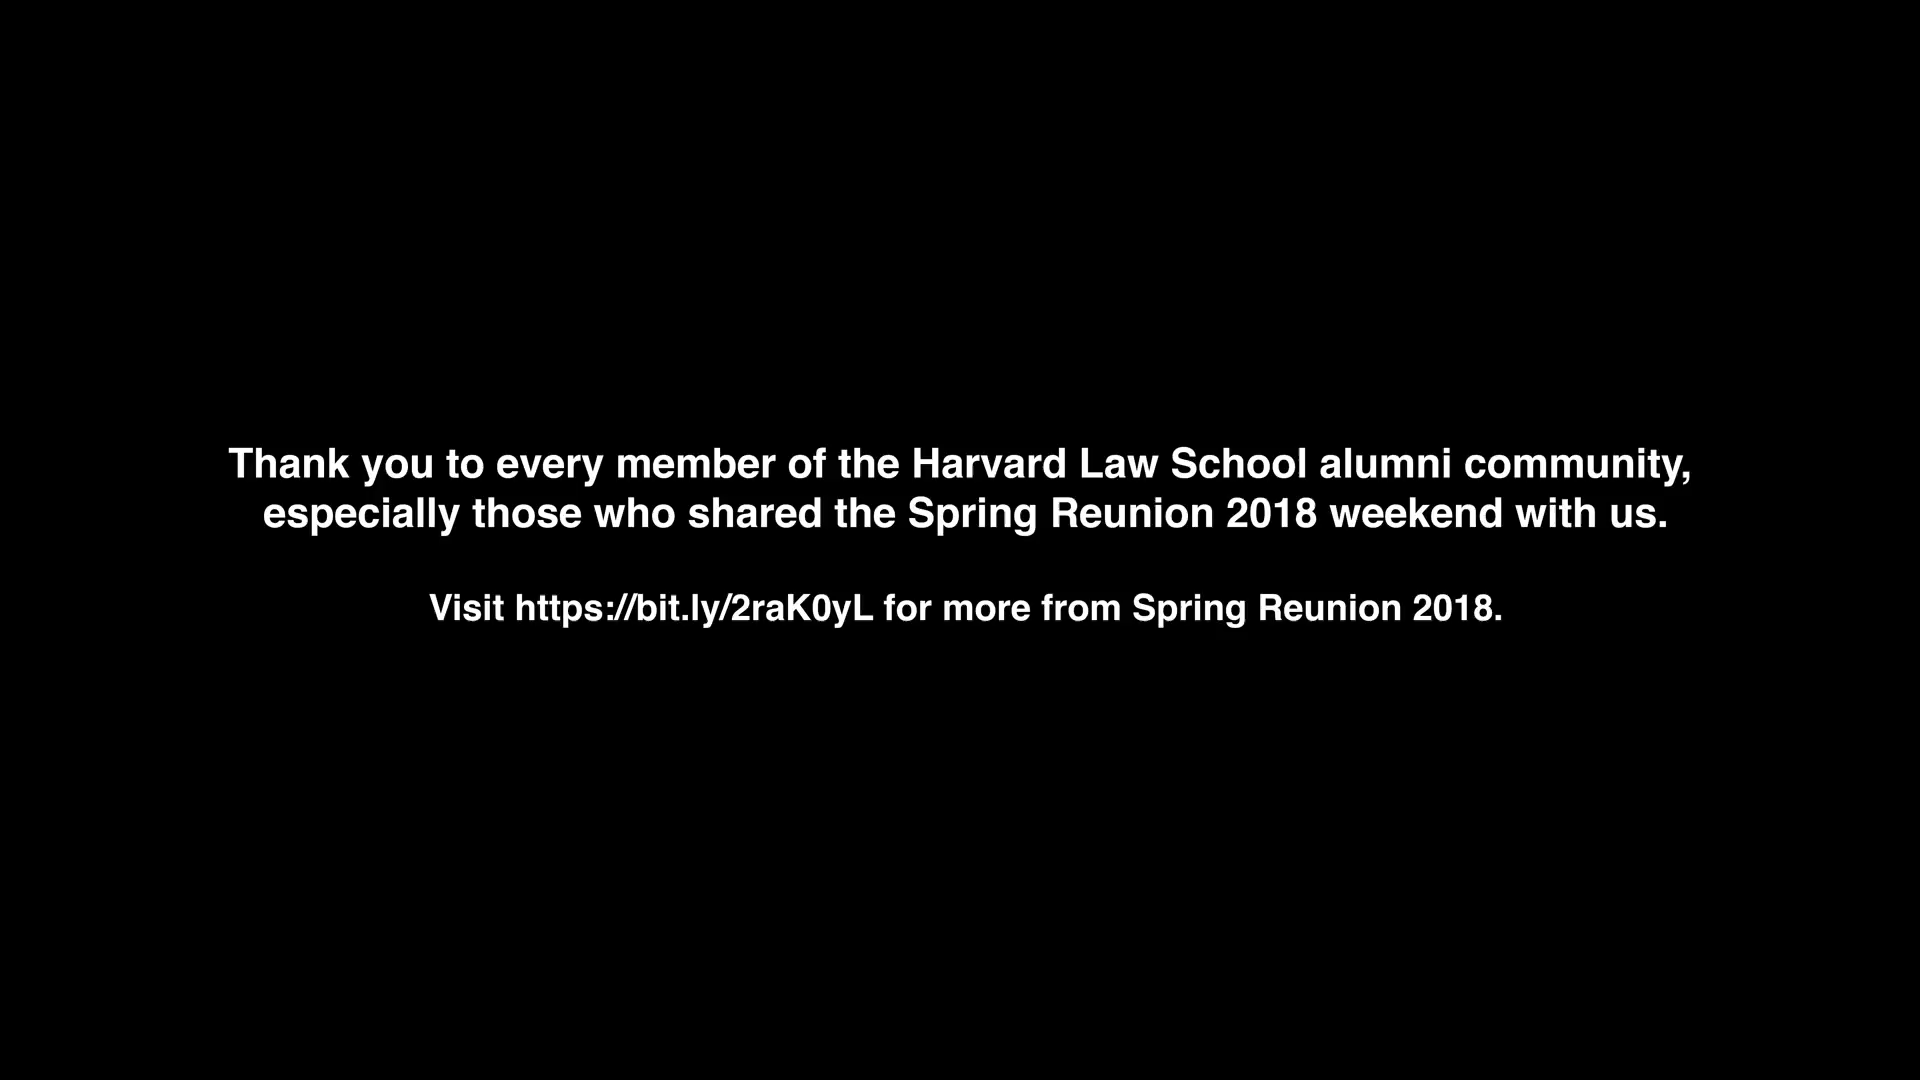 Thank you to every member of the Harvard Law School alumni community,
especially those who shared the Spring Reunion 2018 weekend with us.
Visit https://bit.ly/2raK0yL for more from Spring Reunion 2018.